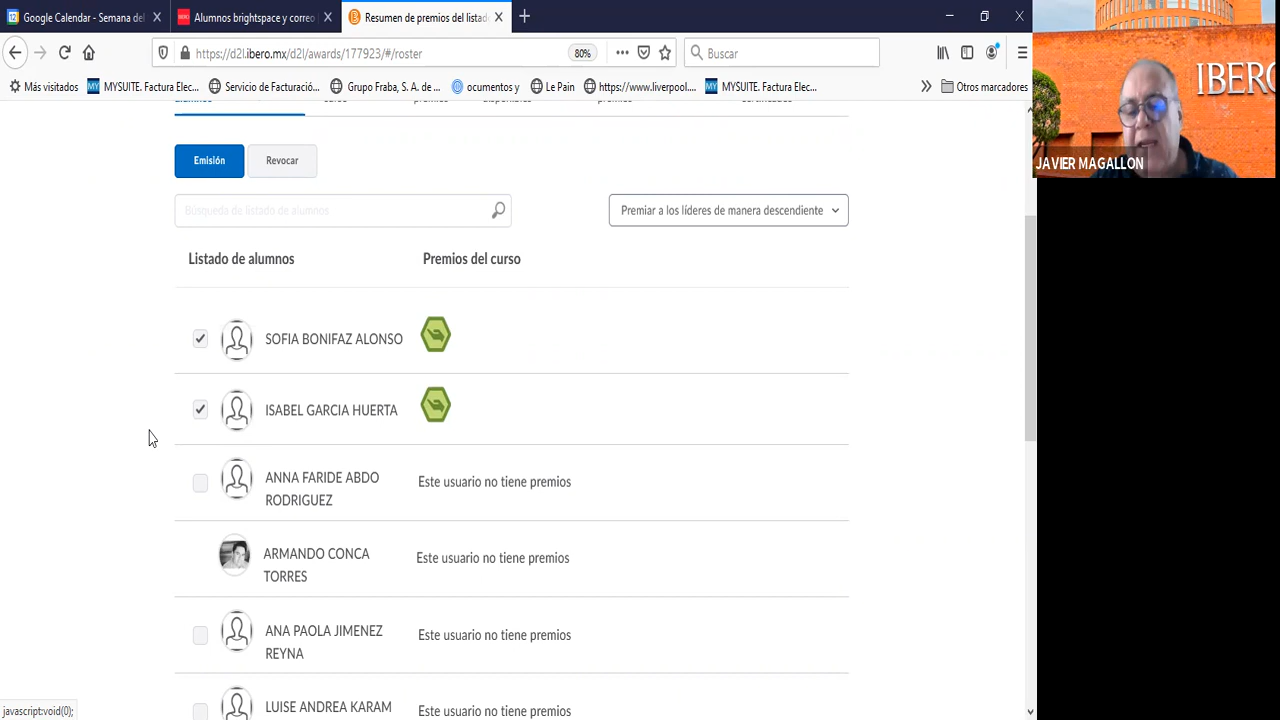 Google Calendar - Semana del
IBERO
Alumnos brightspace y correo
Resumen de premios del listado
https://d2l.ibero.mx/d2l/awards/177923/#/roster
80%
Buscar
Más visitados
MY
MYSUITE. Factura Elec...
Servicio de Facturació...
Grupo Fraba, S. A. de ...
ocumentos y
Le Pain
https://www.liverpool....
MY
MYSUITE. Factura Elec...
Otros marcadores
IBERO
JAVIER MAGALLON
Emisión
Revocar
Búsqueda de listado de alumnos
Premiar a los líderes de manera descendiente
Listado de alumnos
Premios del curso
SOFIA BONIFAZ ALONSO
ISABEL GARCIA HUERTA
ANNA FARIDE ABDO
RODRIGUEZ
Este usuario no tiene premios
ARMANDO CONCA
TORRES
Este usuario no tiene premios
ANA PAOLA JIMENEZ
REYNA
Este usuario no tiene premios
LUISE ANDREA KARAM
Este usuario no tiene premios
javascript:void(0);